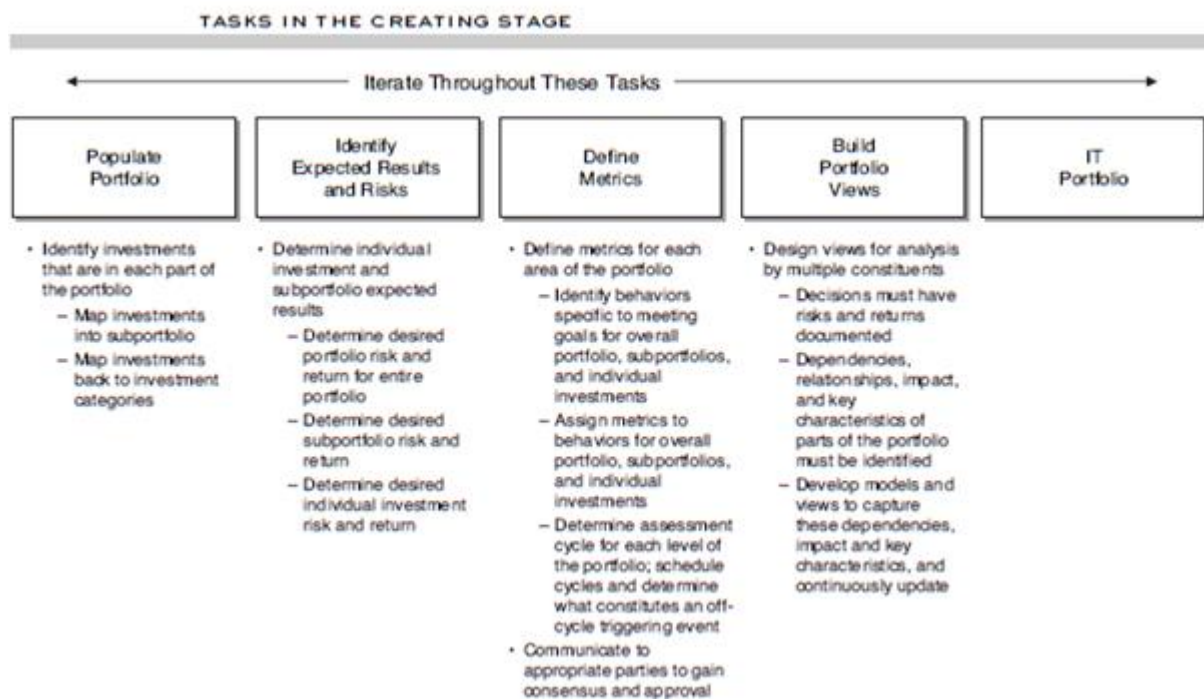 TASKS IN THE CREATING STAGE
Iterate Throughout These Tasks
Populate
Portfolio
Identify
Expected Results
and Risks
Define
Metrics
Build
Portfolio
Views
IT
Portfolio
• Identify investments
that are in each part of
the portfolio
– Map investments
into subportfolio
– Map investments
back to investment
categories
• Determine individual
investment and
subportfolio expected
results
– Determine desired
portfolio risk and
return for entire
portfolio
– Determine desired
subportfolio risk and
return
– Determine desired
individual investment
risk and return
• Define metrics for each
area of the portfolio
– Identify behaviors
specific to meeting
goals for overall
portfolio, subportfolios,
and individual
investments
– Assign metrics to
behaviors for overall
portfolio, subportfolios,
and individual
investments
– Determine assessment
cycle for each level of
the portfolio; schedule
cycles and determine
what constitutes an off-
cycle triggering event
• Communicate to
appropriate parties to gain
consensus and approval
• Design views for analysis
by multiple constituents
– Decisions must have
risks and returns
documented
– Dependencies,
relationships, impact,
and key
characteristics of
parts of the portfolio
must be identified
– Develop models and
views to capture
these dependencies,
impact and key
characteristics, and
continuously update